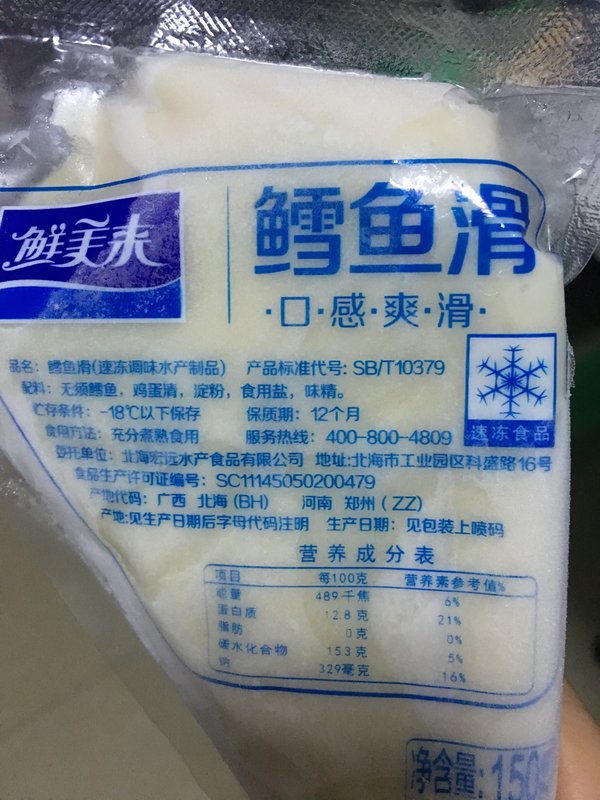 鲜美来
鳕鱼滑
·口·感·爽·滑·
品名：鳕鱼滑(速冻调味水产制品) 产品标准代号：SB/T10379
配料：无须鳕鱼，鸡蛋清，淀粉，食用盐，味精。
贮存条件：-18℃以下保存 保质期：12个月
食用方法：充分煮熟食用 服务热线：400-800-4809
速冻食品
委托单位：北海宏远水产食品有限公司 地址:北海市工业园区科盛路16号
食品生产许可证编号：SC11145050200479
产地代码：广西 北海(BH) 河南 郑州(ZZ)
产地:见生产日期后字母代码注明 生产日期：见包装上喷码
营养成分表
项目 每100克 营养素参考值%
能量 489千焦 6%
蛋白质 12.8克 21%
脂肪 0克 0%
碳水化合物 15.3克 5%
钠 329毫克 16%
净含量:150